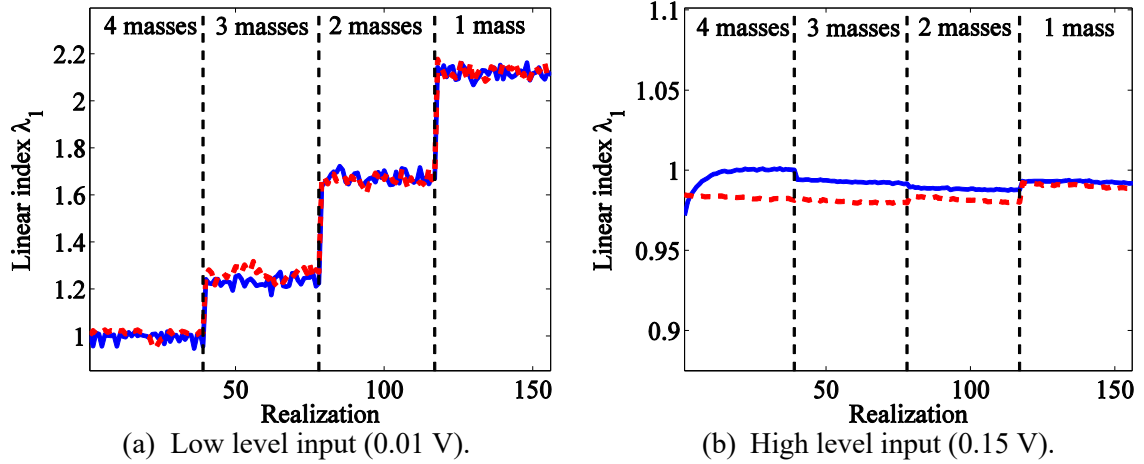 4 masses 3 masses 2 masses 1 mass
2.2
2
1.8
1.6
1.4
1.2
1
Linear index λ1
50 100 150
Realization
(a) Low level input (0.01 V).
4 masses 3 masses 2 masses 1 mass
1.1
1.05
1
0.95
0.9
Linear index λ1
50 100 150
Realization
(b) High level input (0.15 V).